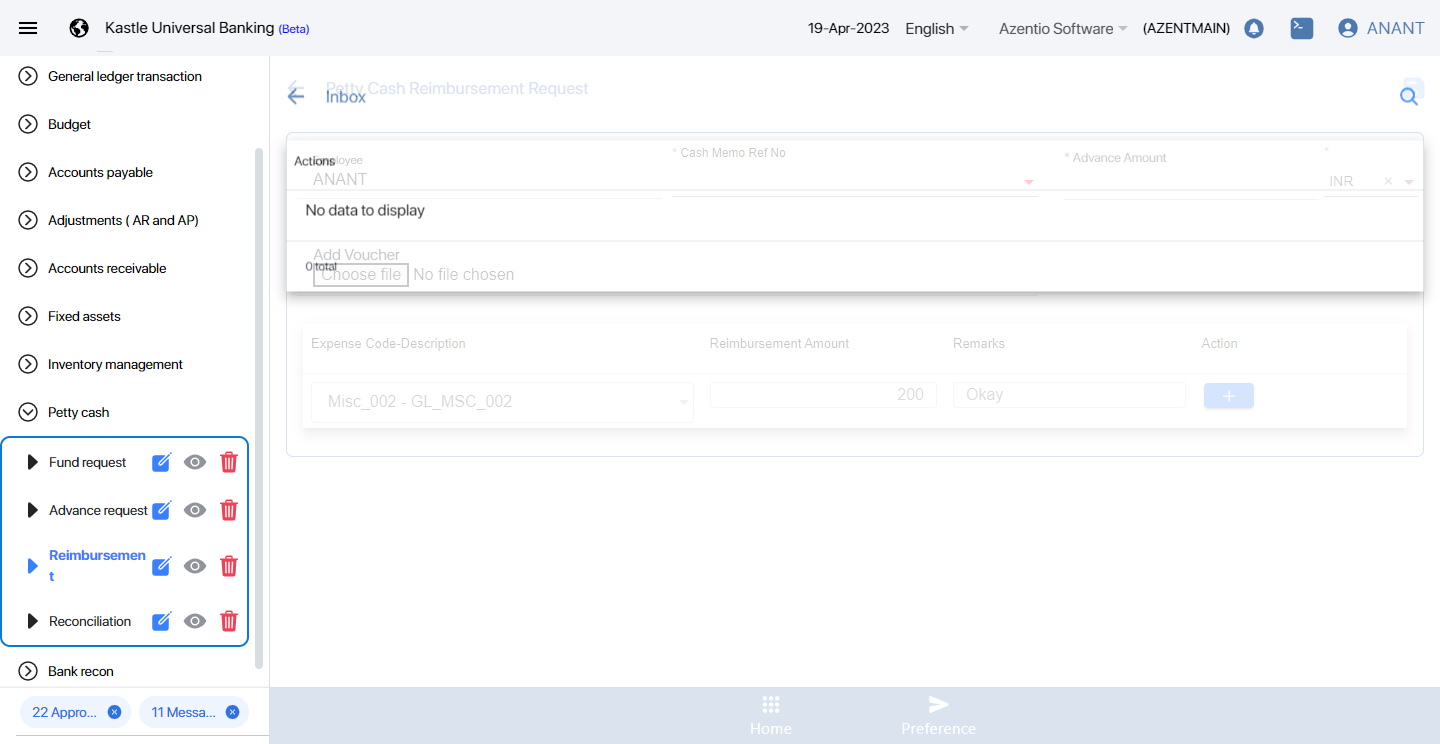 Kastle Universal Banking (Beta)
19-Apr-2023
English
Azentio Software
(AZENTMAIN)
ANANT
General ledger transaction
Budget
Accounts payable
Adjustments ( AR and AP)
Accounts receivable
Fixed assets
Inventory management
Petty cash
Fund request
Advance request
Reimbursemen
t
Reconciliation
Bank recon
22 Appro...
11 Messa...
Petty Cash Reimbursement Request
Inbox
Actions
Employee
* Cash Memo Ref No
* Advance Amount
*
ANANT
INR
No data to display
Add Voucher
0 total
Choose file No file chosen
Expense Code-Description
Reimbursement Amount
Remarks
Action
Misc_002 - GL_MSC_002
200
Okay
Home
Preference